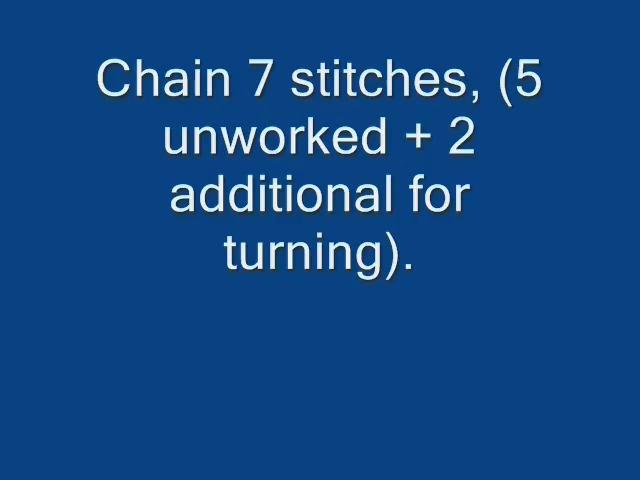 Chain 7 stitches, (5
unworked + 2
additional for
turning).